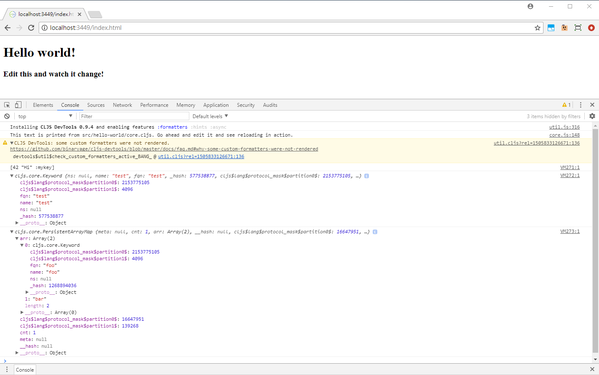 localhost:3449/index.html
localhost:3449/index.html
Hello world!
Edit this and watch it change!
Elements Console Sources Network Performance Memory Application Security Audits 1
top Filter Default levels 3 items hidden by filters
Installing CLJS DevTools 0.9.4 and enabling features :formatters :hints :async util.js:316
This text is printed from src/hello-world/core.cljs. Go ahead and edit it and see reloading in action. core.cljs:148
CLJS DevTools: some custom formatters were not rendered. util.cljs?rel=1505833126671:136
https://github.com/binaryage/cljs-devtools/blob/master/docs/faq.md#why-some-custom-formatters-were-not-rendered
devtools$util$check_custom_formatters_active_BANG_ @ util.cljs?rel=1505833126671:136
[42 "Hi" :mykey] VM271:1
cljs.core.Keyword {ns: null, name: "test", fqn: "test", _hash: 577530877, cljs$lang$protocol_mask$partition0$: 2153775105, …} VM272:1
cljs$lang$protocol_mask$partition0$: 2153775105
cljs$lang$protocol_mask$partition1$: 4096
fqn: "test"
name: "test"
ns: null
_hash: 577530877
__proto__: Object
cljs.core.PersistentArrayMap {meta: null, cnt: 1, arr: Array(2), __hash: null, cljs$lang$protocol_mask$partition0$: 16647951, …} VM273:1
arr: Array(2)
0: cljs.core.Keyword
cljs$lang$protocol_mask$partition0$: 2153775105
cljs$lang$protocol_mask$partition1$: 4096
fqn: "foo"
name: "foo"
ns: null
_hash: 1268894036
__proto__: Object
1: "bar"
length: 2
__proto__: Array(0)
cljs$lang$protocol_mask$partition0$: 16647951
cljs$lang$protocol_mask$partition1$: 139268
cnt: 1
meta: null
__hash: null
__proto__: Object
Console